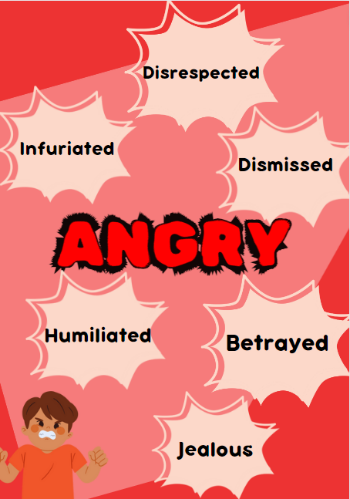 Disrespected
Infuriated
Dismissed
ANGRY
Humiliated
Betrayed
Jealous